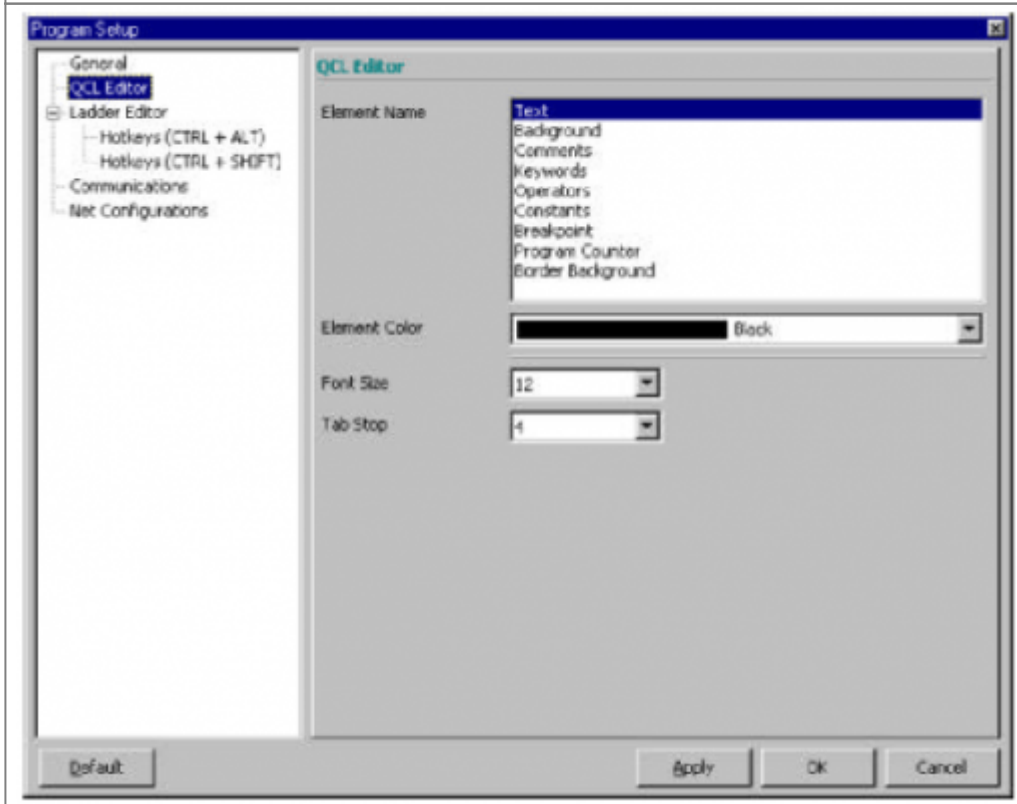 Program Setup
General
QCL Editor
Ladder Editor
Hotkeys (CTRL + ALT)
Hotkeys (CTRL + SHIFT)
Communications
Net Configurations
QCL Editor
Element Name
Text
Background
Comments
Keywords
Operators
Constants
Breakpoint
Program Counter
Border Background
Element Color
Black
Font Size
12
Tab Stop
4
Default
Apply
OK
Cancel